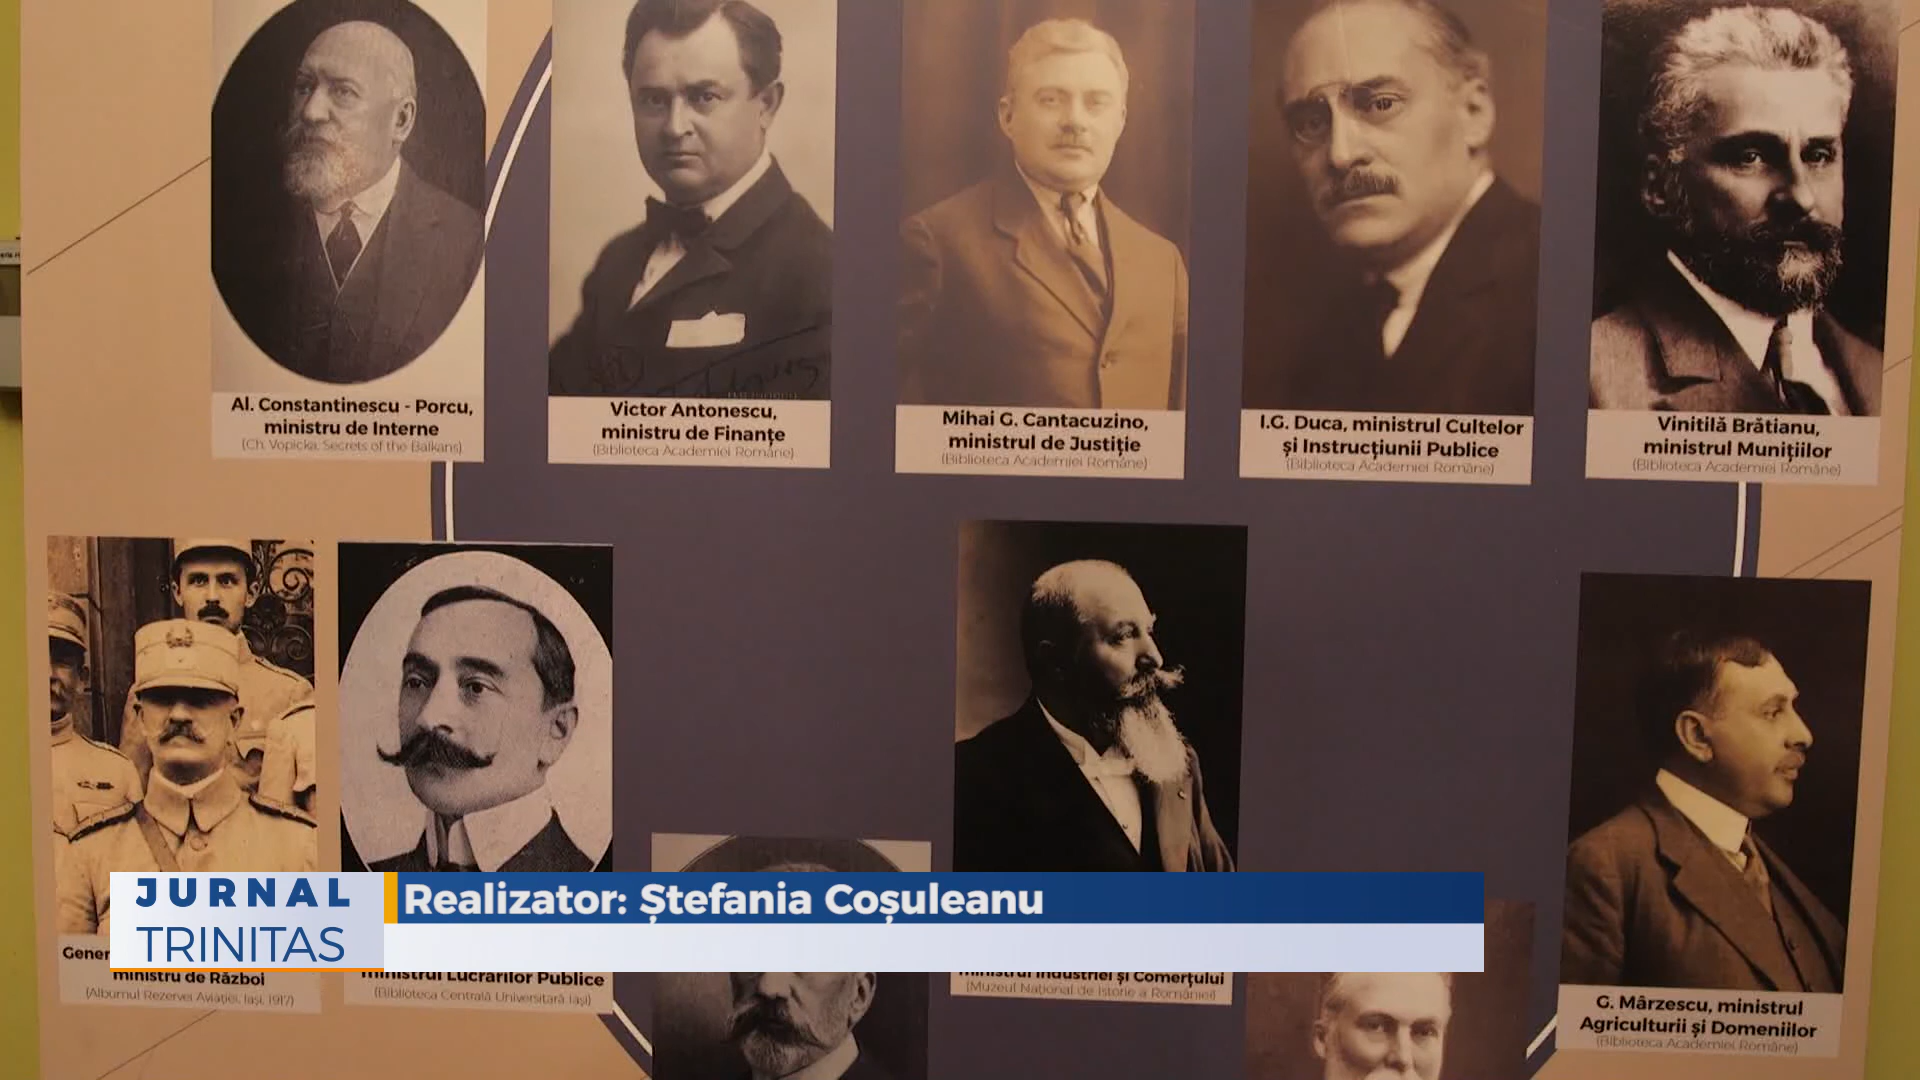 Al. Constantinescu - Porcu,
ministru de Interne
(Ch. Vopicka, Secrets of the Balkans)
Victor Antonescu,
ministru de Finanțe
(Biblioteca Academiei Române)
Mihai G. Cantacuzino,
ministrul de Justiție
(Biblioteca Academiei Române)
I.G. Duca, ministrul Cultelor
și Instrucțiunii Publice
(Biblioteca Academiei Române)
Vinitilă Brătianu,
ministrul Munițiilor
(Biblioteca Academiei Române)
Gener
ministru de Război
(Albumul Rezervei Aviației, Iași, 1917)
ministrul Lucrărilor Publice
(Biblioteca Centrală Universitară Iași)
ministrul Industriei și Comerțului
(Muzeul Național de Istorie a României)
G. Mârzescu, ministrul
Agriculturii și Domeniilor
(Biblioteca Academiei Române)
JURNAL
TRINITAS
Realizator: Ștefania Coșuleanu